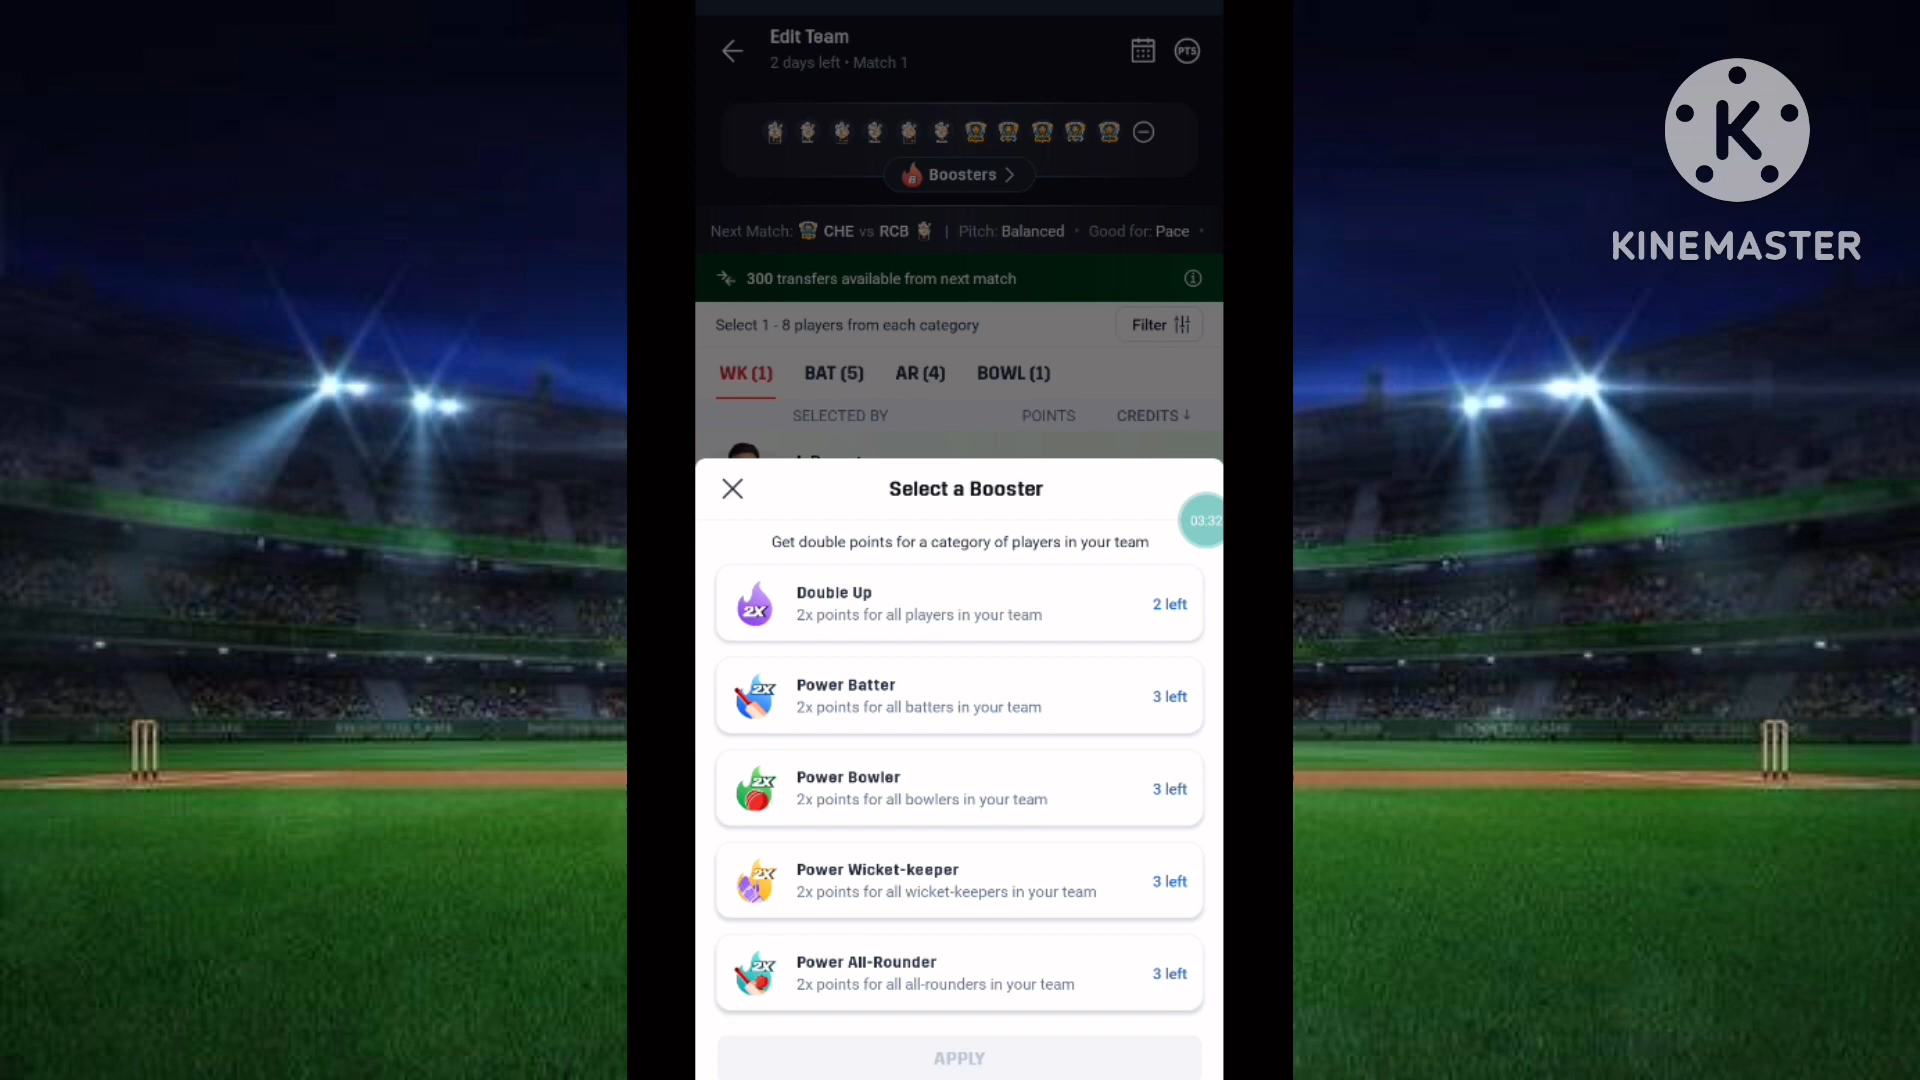 Edit Team
2 days left • Match 1
PTS
Boosters
Next Match: CHE vs RCB | Pitch: Balanced • Good for: Pace •
300 transfers available from next match
Select 1 - 8 players from each category
Filter
WK (1) BAT (5) AR (4) BOWL (1)
SELECTED BY POINTS CREDITS ↓
Select a Booster
03:32
Get double points for a category of players in your team
2X
Double Up
2x points for all players in your team
2 left
2X
Power Batter
2x points for all batters in your team
3 left
2X
Power Bowler
2x points for all bowlers in your team
3 left
2X
Power Wicket-keeper
2x points for all wicket-keepers in your team
3 left
2X
Power All-Rounder
2x points for all all-rounders in your team
3 left
APPLY
K
KINEMASTER